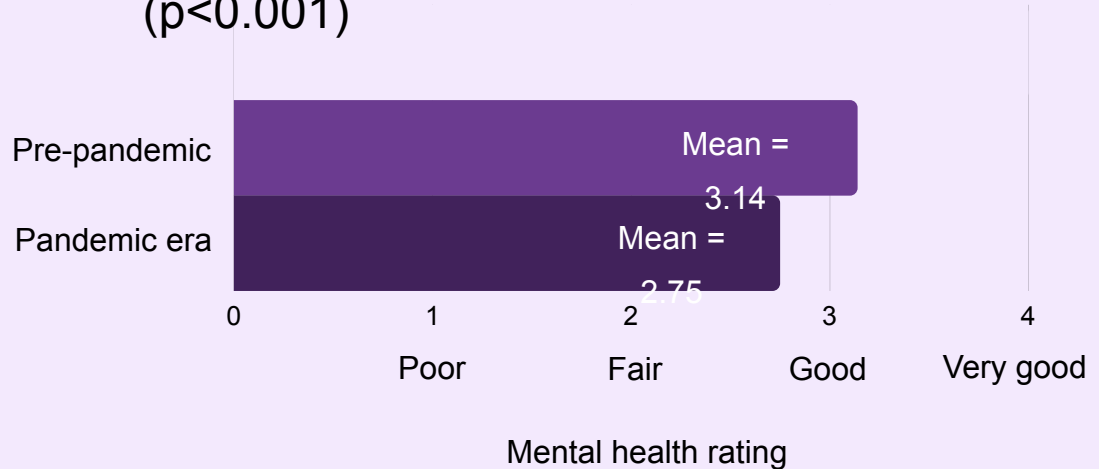 (p<0.001)
Pre-pandemic
Mean =
3.14
Pandemic era
Mean =
2.75
0 1 2 3 4
Poor Fair Good Very good
Mental health rating